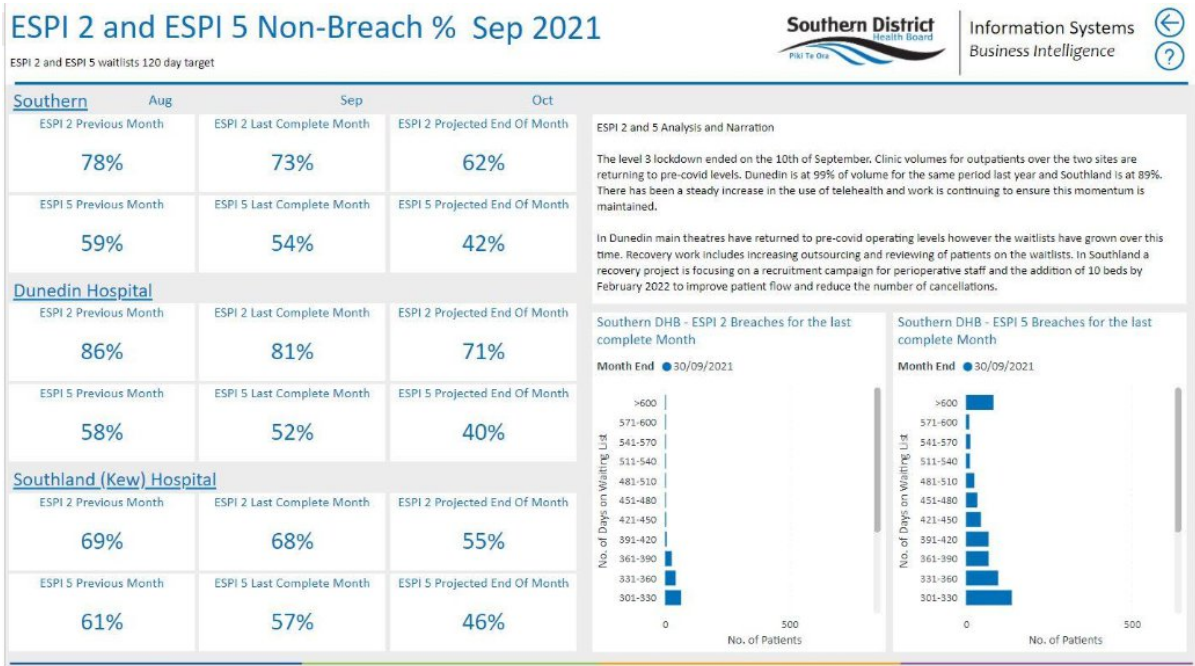 ESPI 2 and ESPI 5 Non-Breach % Sep 2021
ESPI 2 and ESPI 5 waitlists 120 day target
Southern District
Health Board
Piki Te Ora
Information Systems
Business Intelligence
?
Southern
Aug Sep Oct
ESPI 2 Previous Month ESPI 2 Last Complete Month ESPI 2 Projected End Of Month
78% 73% 62%
ESPI 5 Previous Month ESPI 5 Last Complete Month ESPI 5 Projected End Of Month
59% 54% 42%
Dunedin Hospital
ESPI 2 Previous Month ESPI 2 Last Complete Month ESPI 2 Projected End Of Month
86% 81% 71%
ESPI 5 Previous Month ESPI 5 Last Complete Month ESPI 5 Projected End Of Month
58% 52% 40%
Southland (Kew) Hospital
ESPI 2 Previous Month ESPI 2 Last Complete Month ESPI 2 Projected End Of Month
69% 68% 55%
ESPI 5 Previous Month ESPI 5 Last Complete Month ESPI 5 Projected End Of Month
61% 57% 46%
ESPI 2 and 5 Analysis and Narration
The level 3 lockdown ended on the 10th of September. Clinic volumes for outpatients over the two sites are
returning to pre-covid levels. Dunedin is at 99% of volume for the same period last year and Southland is at 89%.
There has been a steady increase in the use of telehealth and work is continuing to ensure this momentum is
maintained.
In Dunedin main theatres have returned to pre-covid operating levels however the waitlists have grown over this
time. Recovery work includes increasing outsourcing and reviewing of patients on the waitlists. In Southland a
recovery project is focusing on a recruitment campaign for perioperative staff and the addition of 10 beds by
February 2022 to improve patient flow and reduce the number of cancellations.
Southern DHB - ESPI 2 Breaches for the last
complete Month
Month End 30/09/2021
No. of Days on Waiting List
>600
571-600
541-570
511-540
481-510
451-480
421-450
391-420
361-390
331-360
301-330
0 500
No. of Patients
Southern DHB - ESPI 5 Breaches for the last
complete Month
Month End 30/09/2021
No. of Days on Waiting List
>600
571-600
541-570
511-540
481-510
451-480
421-450
391-420
361-390
331-360
301-330
0 500
No. of Patients